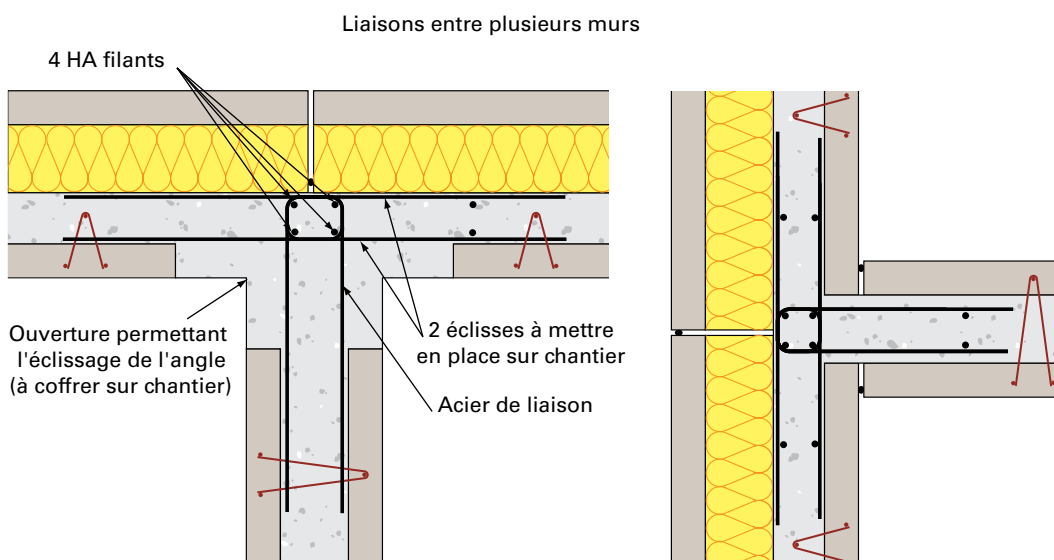 Liaisons entre plusieurs murs
4 HA filants
Ouverture permettant
l'éclissage de l'angle
(à coffrer sur chantier)
2 éclisses à mettre
en place sur chantier
Acier de liaison